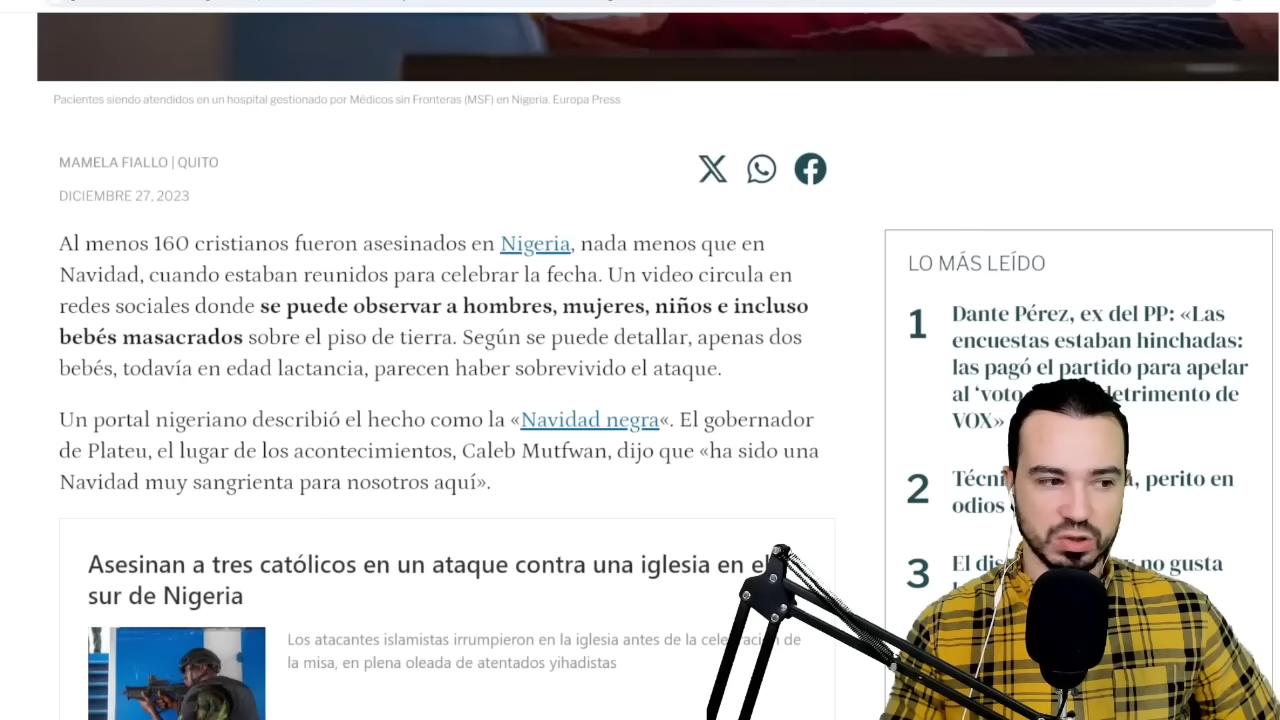 Pacientes siendo atendidos en un hospital gestionado por Médicos sin Fronteras (MSF) en Nigeria. Europa Press
MAMELA FIALLO | QUITO
DICIEMBRE 27, 2023
Al menos 160 cristianos fueron asesinados en Nigeria, nada menos que en
Navidad, cuando estaban reunidos para celebrar la fecha. Un video circula en
redes sociales donde se puede observar a hombres, mujeres, niños e incluso
bebés masacrados sobre el piso de tierra. Según se puede detallar, apenas dos
bebés, todavía en edad lactancia, parecen haber sobrevivido el ataque.
Un portal nigeriano describió el hecho como la «Navidad negra«. El gobernador
de Plateu, el lugar de los acontecimientos, Caleb Mutfwan, dijo que «ha sido una
Navidad muy sangrienta para nosotros aquí».
Asesinan a tres católicos en un ataque contra una iglesia en el
sur de Nigeria
Los atacantes islamistas irrumpieron en la iglesia antes de la de
la misa, en plena oleada de atentados yihadistas
LO MÁS LEÍDO
1
Dante Pérez, ex del PP: «Las
encuestas estaban hinchadas:
las pagó el partido para apelar
al ‘voto detrimento de
VOX»
2
perito en
odios
3
El no gusta